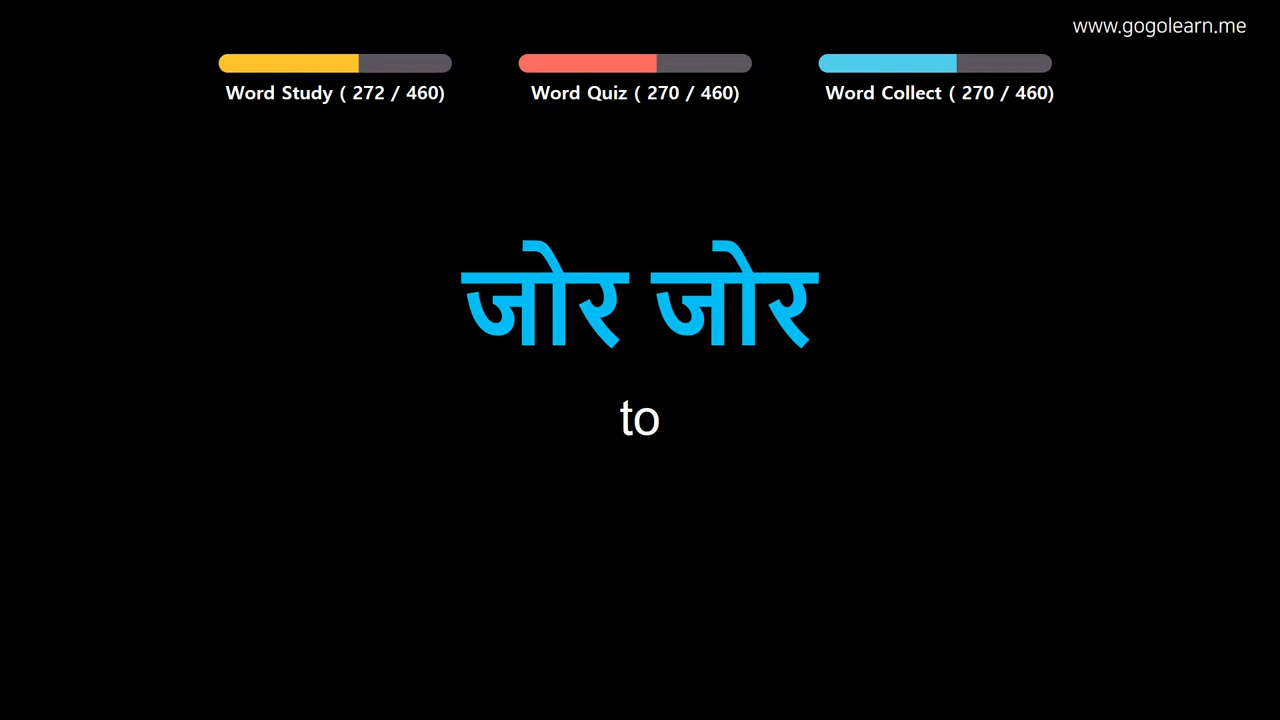 www.gogolearn.me
Word Study ( 272 / 460)
Word Quiz ( 270 / 460)
Word Collect ( 270 / 460)
जोर जोर
to